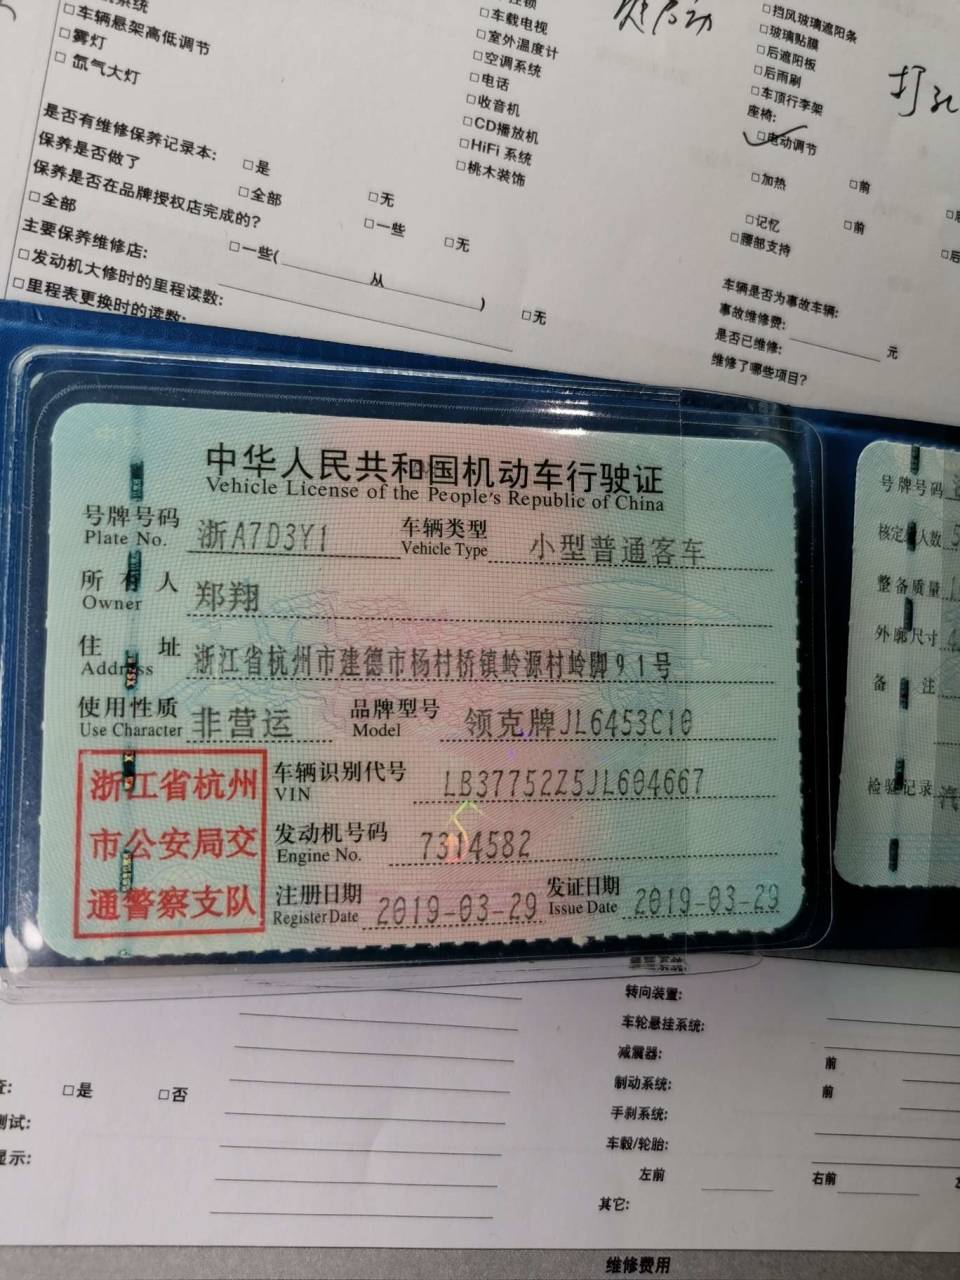 系统
□车辆悬架高低调节
□雾灯
□ 氙气大灯
是否有维修保养记录本: □是
保养是否做了 □全部 □无
保养是否在品牌授权店完成的? □一些 □无
□全部
主要保养维修店: □一些( 从 ) □无
□发动机大修时的里程读数:
□里程表更换时的读数:
□车载电视
□室外温度计
□空调系统
□电话
□收音机
□CD播放机
□HiFi 系统
□桃木装饰
□挡风玻璃遮阳条
□玻璃贴膜
□后遮阳板
□后雨刷
□车顶行李架
座椅:
□电动调节
□加热 □前
□记忆 □前
□腰部支持
打孔
车辆是否为事故车辆:
事故维修费: 元
是否已维修:
维修了哪些项目?
中华人民共和国机动车行驶证
Vehicle License of the People's Republic of China
号牌号码 浙A7D3Y1 车辆类型 小型普通客车
Plate No. Vehicle Type
所有人 郑翔
Owner
住址 浙江省杭州市建德市杨村桥镇岭源村岭脚91号
Address
使用性质 非营运 品牌型号 领克牌JL6453C10
Use Character Model
浙江省杭州
市公安局交
通警察支队
车辆识别代号 LB37752Z5JL604667
VIN
发动机号码 7314582
Engine No.
注册日期 2019-03-29 发证日期 2019-03-29
Register Date Issue Date
号牌号码
核定 人数 5
整备质量
外廓尺寸
备 注
检验记录 汽
□是 □否
测试:
显示:
转向装置:
车轮悬挂系统:
减震器: 前
制动系统: 前
手刹系统:
车毂/轮胎:
左前 右前
其它:
维修费用